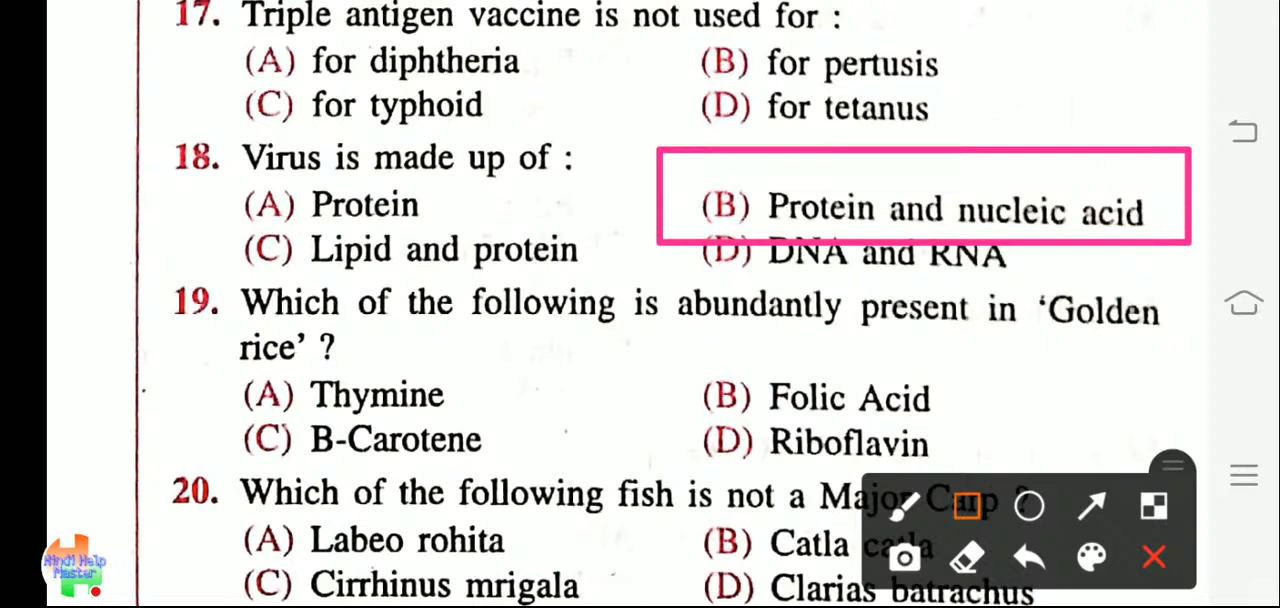 17. Triple antigen vaccine is not used for :
(A) for diphtheria (B) for pertusis
(C) for typhoid (D) for tetanus
18. Virus is made up of :
(A) Protein (B) Protein and nucleic acid
(C) Lipid and protein (D) DNA and RNA
19. Which of the following is abundantly present in ‘Golden
rice’ ?
(A) Thymine (B) Folic Acid
(C) B-Carotene (D) Riboflavin
20. Which of the following fish is not a Major Carp ?
(A) Labeo rohita (B) Catla catla
(C) Cirrhinus mrigala (D) Clarias batrachus
Hindi Help
Master